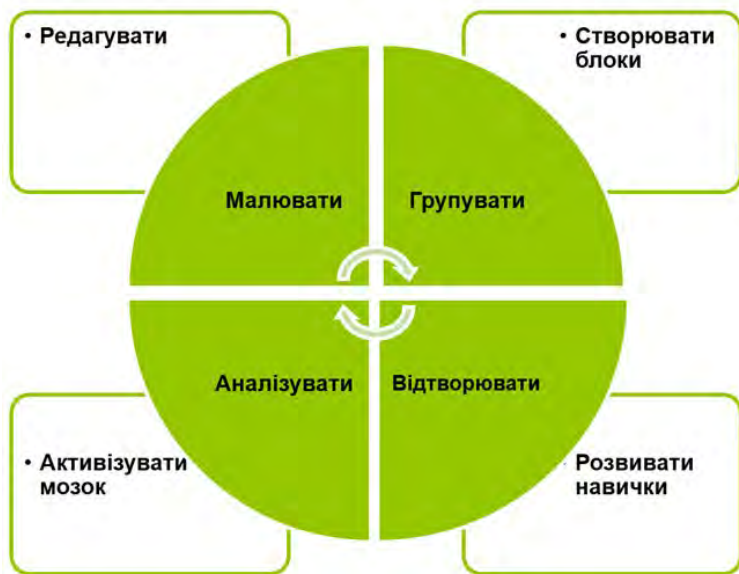 • Редагувати
• Створювати
блоки
Малювати
Групувати
Аналізувати
Відтворювати
• Активізувати
мозок
· Розвивати
навички